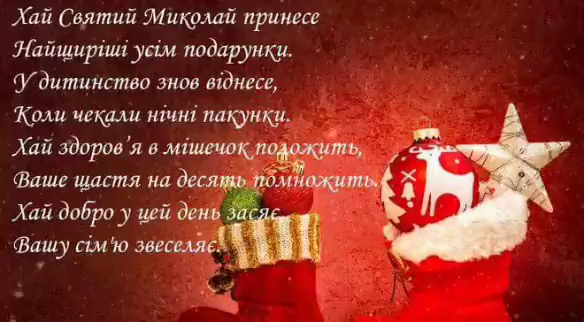 Хай Святий Миколай принесе
Найщиріші усім подарунки.
У дитинство знов віднесе,
Коли чекали нічні пакунки.
Хай здоров’я в мішечок положить,
Ваше щастя на десять помножить.
Хай добро у цей день засяє,
Вашу сім'ю звеселяє.